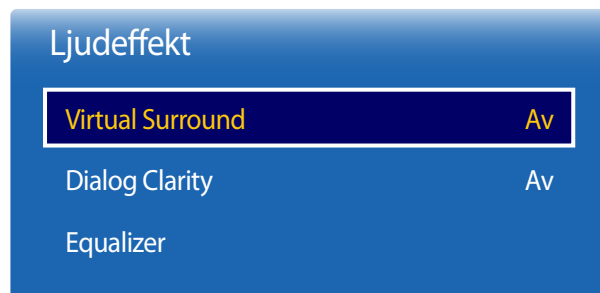 Ljudeffekt
Virtual Surround Av
Dialog Clarity Av
Equalizer